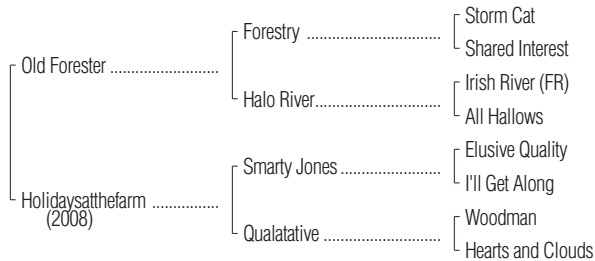 Storm Cat
Forestry ........................................
Shared Interest
Old Forester ................................
Irish River (FR)
Halo River.....................................
All Hallows
Elusive Quality
Smarty Jones ..............................
I'll Get Along
Holidaysatthefarm ...................
(2008)
Woodman
Qualatative ...................................
Hearts and Clouds